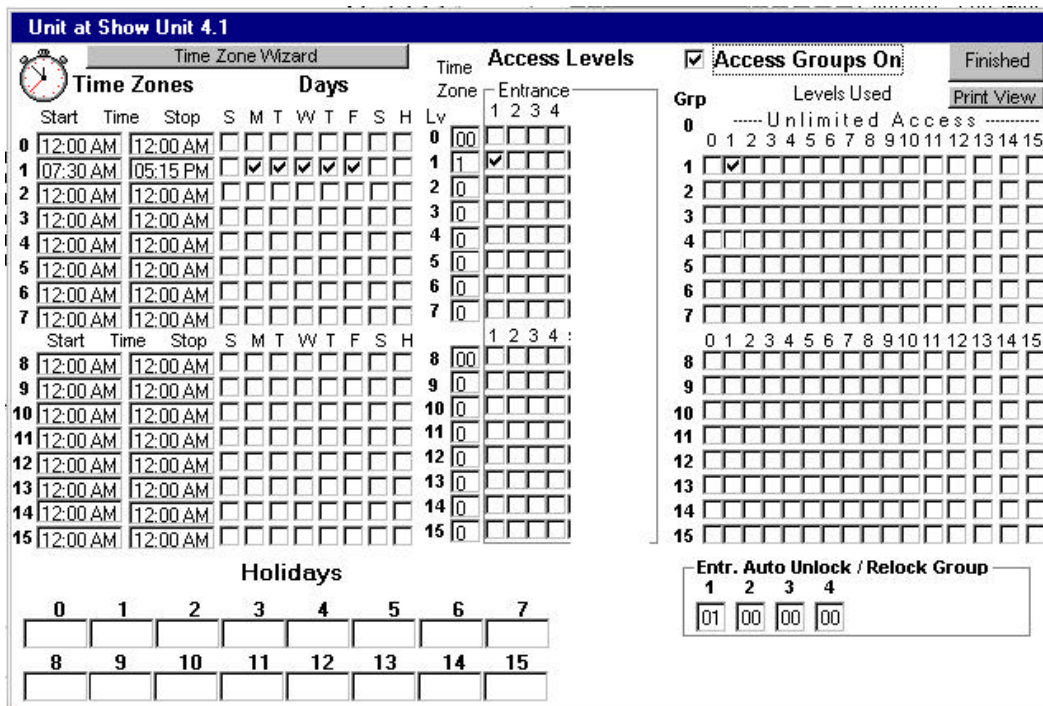 Unit at Show Unit 4.1
Time Zone Wizard
Time Zones Days
Start Time Stop S M T W T F S H
0 12:00 AM 12:00 AM
1 07:30 AM 05:15 PM
2 12:00 AM 12:00 AM
3 12:00 AM 12:00 AM
4 12:00 AM 12:00 AM
5 12:00 AM 12:00 AM
6 12:00 AM 12:00 AM
7 12:00 AM 12:00 AM
Start Time Stop S M T W T F S H
8 12:00 AM 12:00 AM
9 12:00 AM 12:00 AM
10 12:00 AM 12:00 AM
11 12:00 AM 12:00 AM
12 12:00 AM 12:00 AM
13 12:00 AM 12:00 AM
14 12:00 AM 12:00 AM
15 12:00 AM 12:00 AM
Access Levels
Time
Zone Entrance
Lv 1 2 3 4
0 00
1 1
2 0
3 0
4 0
5 0
6 0
7 0
1 2 3 4
8 00
9 0
10 0
11 0
12 0
13 0
14 0
15 0
Access Groups On
Finished
Levels Used
Print View
Grp
0 ------ Unlimited Access ----------
0 1 2 3 4 5 6 7 8 9 10 11 12 13 14 15
1
2
3
4
5
6
7
0 1 2 3 4 5 6 7 8 9 10 11 12 13 14 15
8
9
10
11
12
13
14
15
Holidays
0 1 2 3 4 5 6 7
8 9 10 11 12 13 14 15
Entr. Auto Unlock / Relock Group
1 2 3 4
01 00 00 00